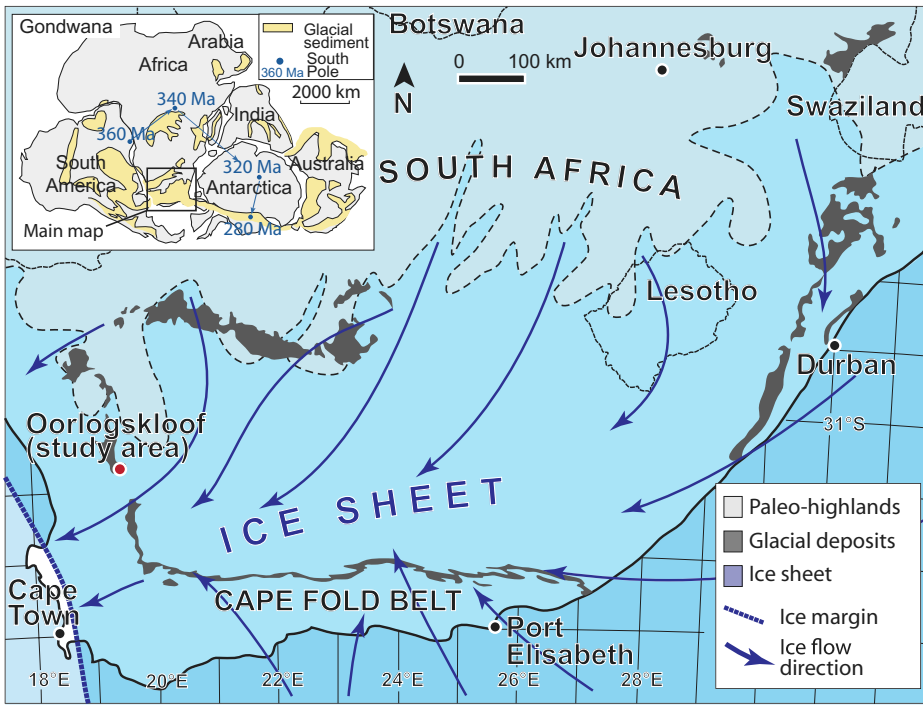 Gondwana
Arabia
Africa
Glacial
sediment
South
360 Ma Pole
2000 km
340 Ma
360 Ma
India
South
America
320 Ma
Antarctica
Australia
280 Ma
Main map
Botswana
Johannesburg
0 100 km
N
Swaziland
SOUTH AFRICA
Lesotho
Durban
31°S
Oorlogskloof
(study area)
ICE SHEET
Cape
Town
CAPE FOLD BELT
Port
Elisabeth
18°E 20°E 22°E 24°E 26°E 28°E
Paleo-highlands
Glacial deposits
Ice sheet
Ice margin
Ice flow
direction